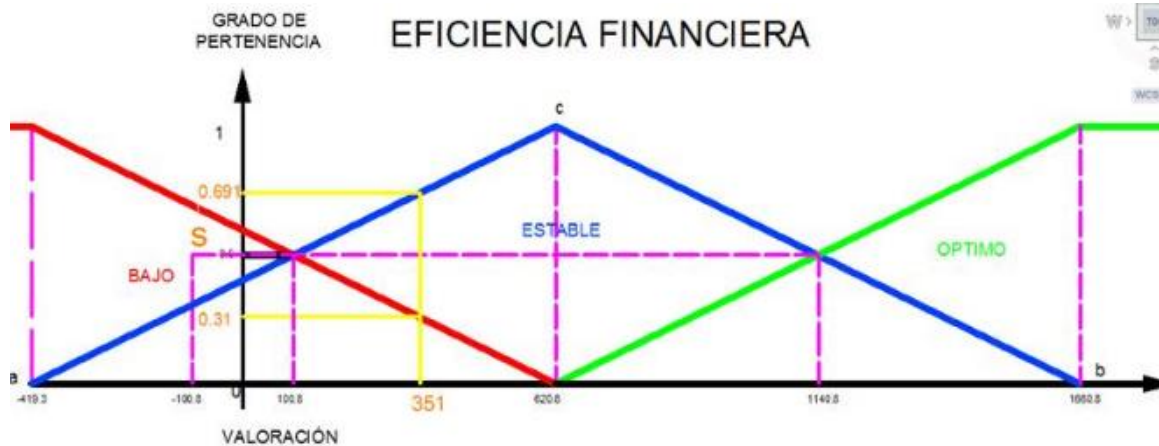 GRADO DE
PERTENENCIA
EFICIENCIA FINANCIERA
W
1
c
0.691
S
ESTABLE
OPTIMO
BAJO
0.31
a
b
0
-419.3
-100.8
100.8
351
620.8
1140.8
1660.8
VALORACIÓN